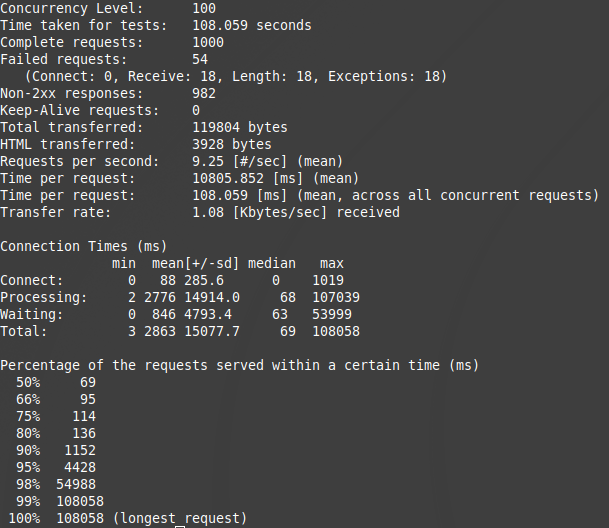 Concurrency Level:      100
Time taken for tests:   108.059 seconds
Complete requests:      1000
Failed requests:        54
   (Connect: 0, Receive: 18, Length: 18, Exceptions: 18)
Non-2xx responses:      982
Keep-Alive requests:    0
Total transferred:      119804 bytes
HTML transferred:       3928 bytes
Requests per second:    9.25 [#/sec] (mean)
Time per request:       10805.852 [ms] (mean)
Time per request:       108.059 [ms] (mean, across all concurrent requests)
Transfer rate:          1.08 [Kbytes/sec] received

Connection Times (ms)
              min  mean[+/-sd] median   max
Connect:        0   88 285.6      0    1019
Processing:     2 2776 14914.0     68  107039
Waiting:        0  846 4793.4     63   53999
Total:          3 2863 15077.7     69  108058

Percentage of the requests served within a certain time (ms)
  50%     69
  66%     95
  75%    114
  80%    136
  90%   1152
  95%   4428
  98%  54988
  99%  108058
 100%  108058 (longest request)